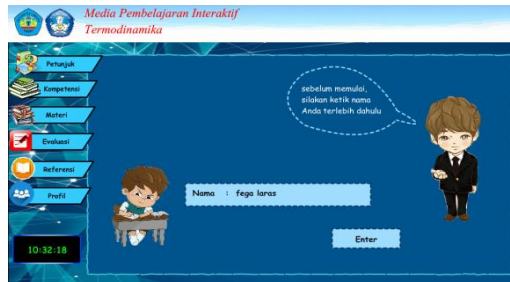 Media Pembelajaran Interaktif
Termodinamika
Petunjuk
Kompetensi
Materi
Evaluasi
Referensi
Profil
10:32:18
sebelum memulai,
silakan ketik nama
Anda terlebih dahulu
Nama : fega laras
Enter